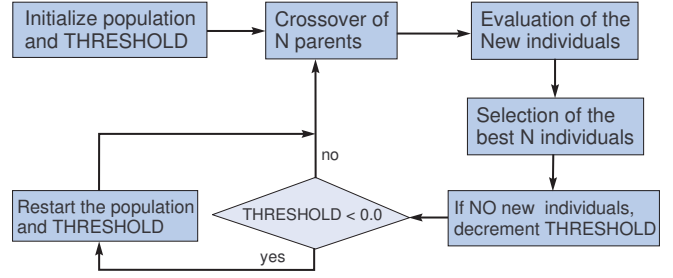 Initialize population
and THRESHOLD
Crossover of
N parents
Evaluation of the
New individuals
Selection of the
best N individuals
If NO new individuals,
decrement THRESHOLD
THRESHOLD < 0.0
no
yes
Restart the population
and THRESHOLD